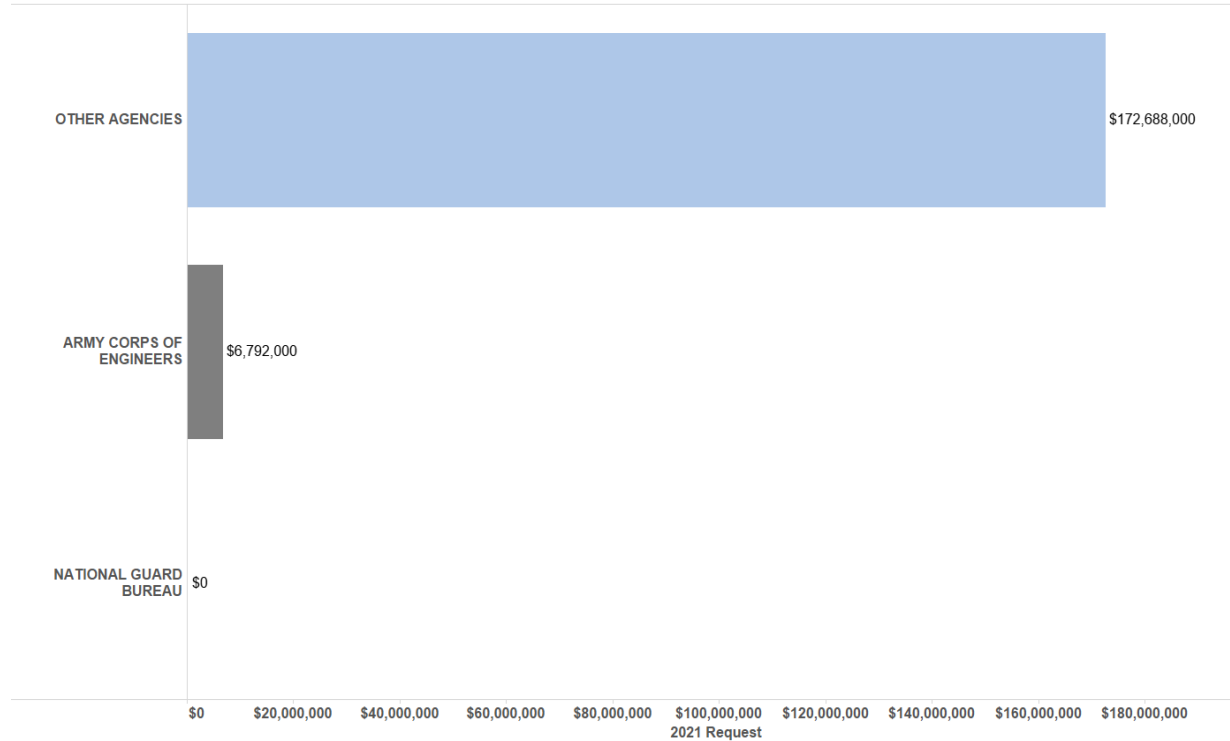 OTHER AGENCIES
$172,688,000
ARMY CORPS OF
ENGINEERS
$6,792,000
NATIONAL GUARD
BUREAU
$0
$0 $20,000,000 $40,000,000 $60,000,000 $80,000,000 $100,000,000 $120,000,000 $140,000,000 $160,000,000 $180,000,000
2021 Request